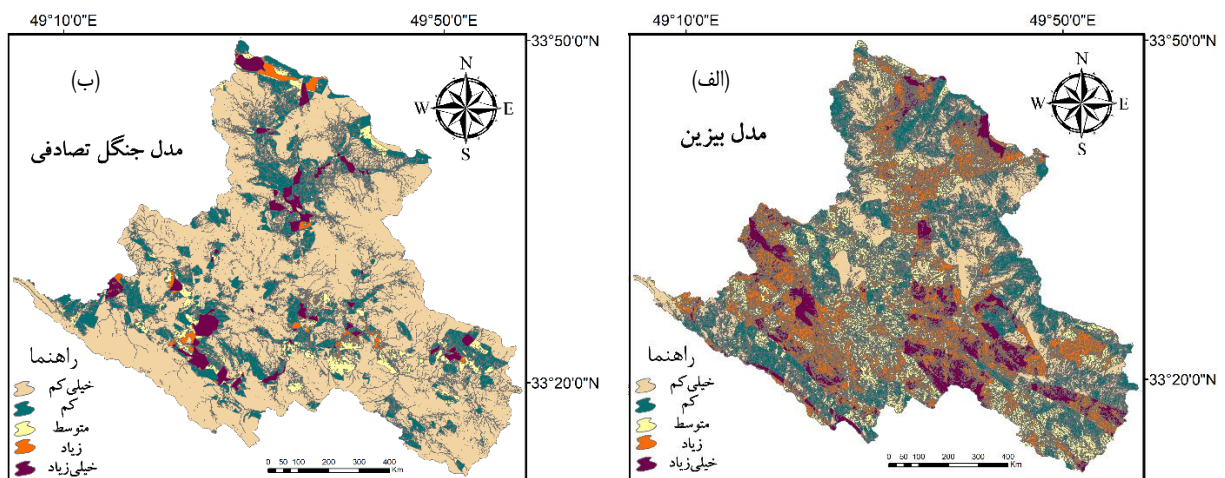 49°10'0"E
49°50'0"E
33°50'0"N
33°20'0"N
(ب)
مدل جنگل تصادفی
N
W
E
S
راهنما
خیلی کم
کم
متوسط
زیاد
خیلی زیاد
0 50 100 200 300 400
Km
49°10'0"E
49°50'0"E
33°50'0"N
33°20'0"N
(الف)
مدل بیزین
N
W
E
S
راهنما
خیلی کم
کم
متوسط
زیاد
خیلی زیاد
0 50 100 200 300 400
Km